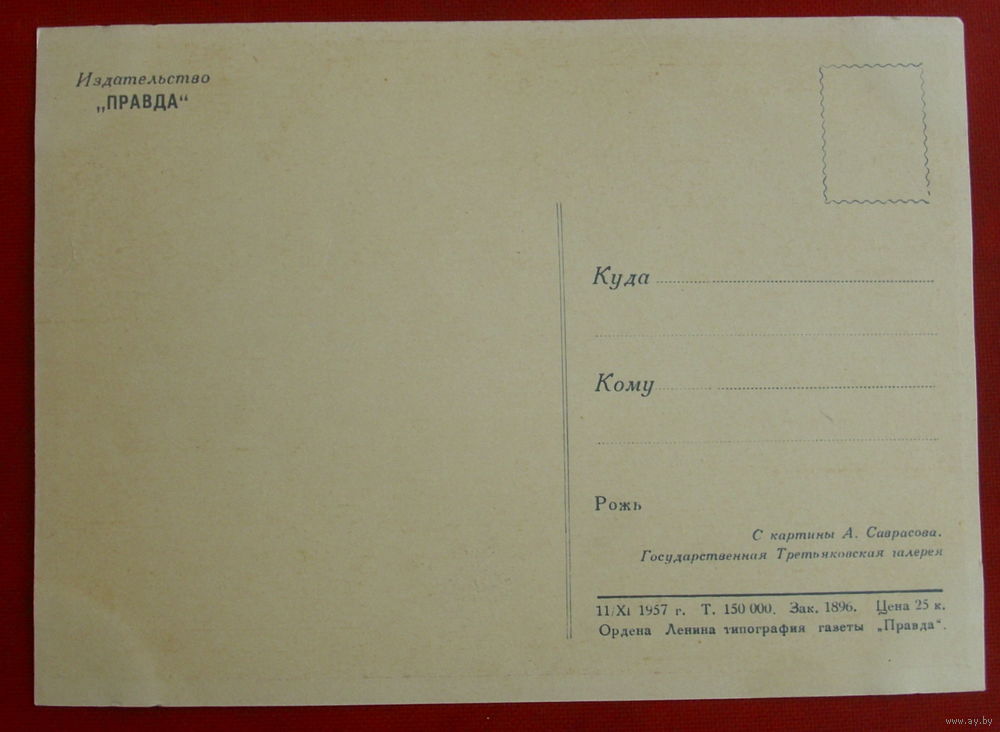 Издательство
„ПРАВДА“
Куда
Кому
Рожь
С картины А. Саврасова.
Государственная Третьяковская галерея
11/XI 1957 г. Т. 150 000. Зак. 1896. Цена 25 к.
Ордена Ленина типография газеты „Правда“.
www.ay.by